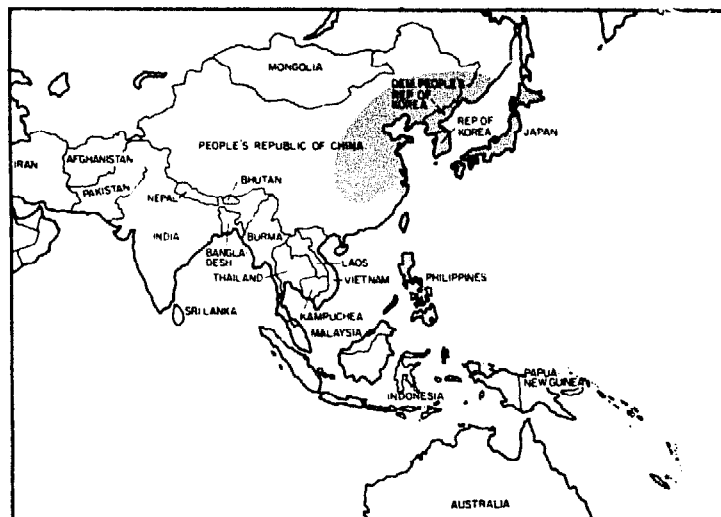 MONGOLIA
DEM. PEOPLE'S
REP OF
KOREA
REP OF
KOREA
JAPAN
PEOPLE'S REPUBLIC OF CHINA
IRAN
AFGHANISTAN
PAKISTAN
NEPAL
BHUTAN
INDIA
BURMA
BANGLA
DESH
LAOS
THAILAND
VIETNAM
PHILIPPINES
SRI LANKA
KAMPUCHEA
MALAYSIA
PAPUA
NEW GUINEA
INDONESIA
AUSTRALIA